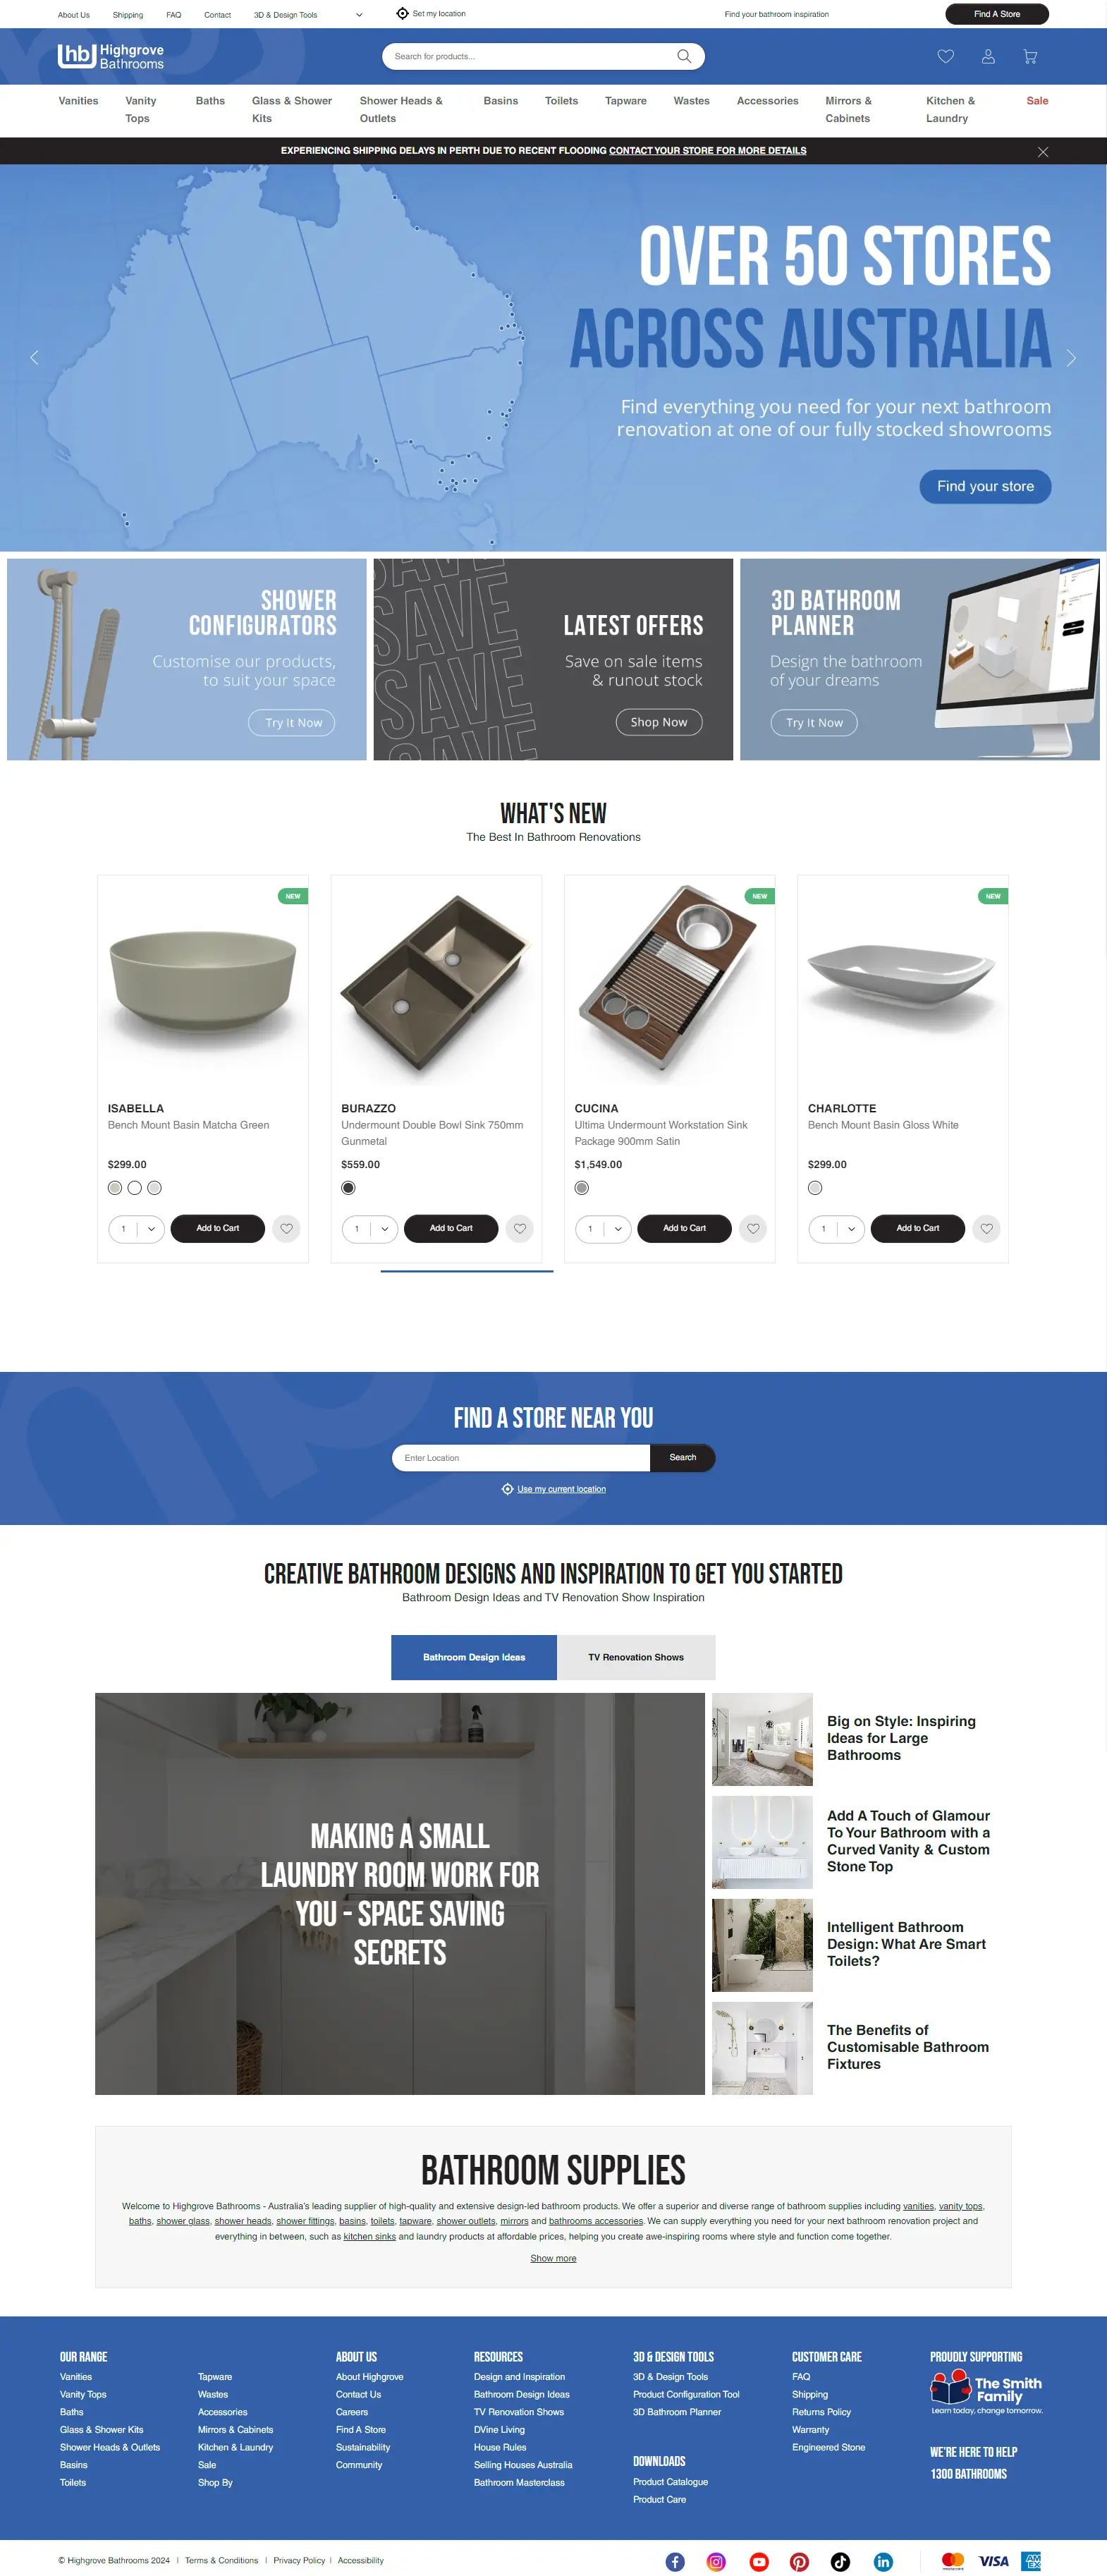 About Us Shipping FAQ Contact 3D & Design Tools Set my location Find your bathroom inspiration Find A Store
hb Highgrove
Bathrooms
Search for products...
Vanities Vanity Tops Baths Glass & Shower Kits Shower Heads & Outlets Basins Toilets Tapware Wastes Accessories Mirrors & Cabinets Kitchen & Laundry Sale
EXPERIENCING SHIPPING DELAYS IN PERTH DUE TO RECENT FLOODING CONTACT YOUR STORE FOR MORE DETAILS
OVER 50 STORES
ACROSS AUSTRALIA
Find everything you need for your next bathroom
renovation at one of our fully stocked showrooms
Find your store
SHOWER
CONFIGURATORS
Customise our products,
to suit your space
Try It Now
SAVE
SAVE
SAVE
SAVE
SAVE
LATEST OFFERS
Save on sale items
& runout stock
Shop Now
3D BATHROOM
PLANNER
Design the bathroom
of your dreams
Try It Now
WHAT'S NEW
The Best In Bathroom Renovations
NEW
ISABELLA
Bench Mount Basin Matcha Green
$299.00
1 Add to Cart
BURAZZO
Undermount Double Bowl Sink 750mm
Gunmetal
$559.00
1 Add to Cart
NEW
CUCINA
Ultima Undermount Workstation Sink
Package 900mm Satin
$1,549.00
1 Add to Cart
NEW
CHARLOTTE
Bench Mount Basin Gloss White
$299.00
1 Add to Cart
FIND A STORE NEAR YOU
Enter Location Search
Use my current location
CREATIVE BATHROOM DESIGNS AND INSPIRATION TO GET YOU STARTED
Bathroom Design Ideas and TV Renovation Show Inspiration
Bathroom Design Ideas TV Renovation Shows
MAKING A SMALL
LAUNDRY ROOM WORK FOR
YOU - SPACE SAVING
SECRETS
Big on Style: Inspiring
Ideas for Large
Bathrooms
Add A Touch of Glamour
To Your Bathroom with a
Curved Vanity & Custom
Stone Top
Intelligent Bathroom
Design: What Are Smart
Toilets?
The Benefits of
Customisable Bathroom
Fixtures
BATHROOM SUPPLIES
Welcome to Highgrove Bathrooms - Australia's leading supplier of high-quality and extensive design-led bathroom products. We offer a superior and diverse range of bathroom supplies including vanities, vanity tops,
baths, shower glass, shower heads, shower fittings, basins, toilets, tapware, shower outlets, mirrors and bathrooms accessories. We can supply everything you need for your next bathroom renovation project and
everything in between, such as kitchen sinks and laundry products at affordable prices, helping you create awe-inspiring rooms where style and function come together.
Show more
OUR RANGE
Vanities
Vanity Tops
Baths
Glass & Shower Kits
Shower Heads & Outlets
Basins
Toilets
Tapware
Wastes
Accessories
Mirrors & Cabinets
Kitchen & Laundry
Sale
Shop By
ABOUT US
About Highgrove
Contact Us
Careers
Find A Store
Sustainability
Community
RESOURCES
Design and Inspiration
Bathroom Design Ideas
TV Renovation Shows
DVine Living
House Rules
Selling Houses Australia
Bathroom Masterclass
3D & DESIGN TOOLS
3D & Design Tools
Product Configuration Tool
3D Bathroom Planner
DOWNLOADS
Product Catalogue
Product Care
CUSTOMER CARE
FAQ
Shipping
Returns Policy
Warranty
Engineered Stone
PROUDLY SUPPORTING
The Smith
Family
Learn today, change tomorrow.
WE'RE HERE TO HELP
1300 BATHROOMS
© Highgrove Bathrooms 2024 | Terms & Conditions | Privacy Policy | Accessibility
VISA
AM
EX